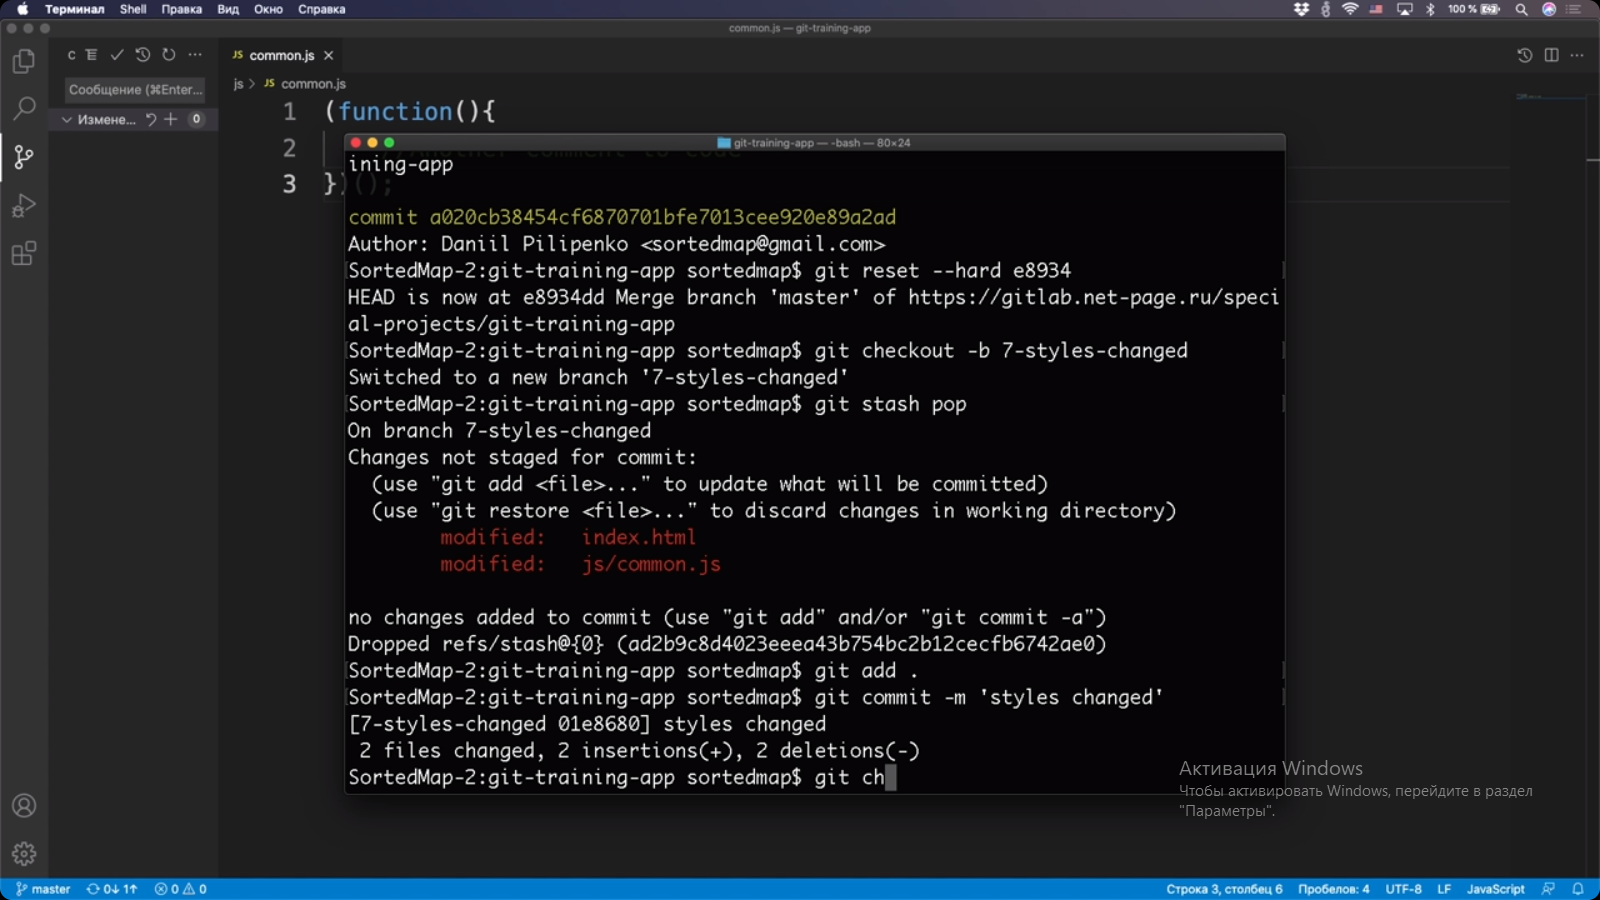 Терминал Shell Правка Вид Окно Справка 100 %
common.js — git-training-app
JS common.js
Сообщение (⌘Enter...
js > JS common.js
Измене... 0
1 (function(){
git-training-app — -bash — 80×24
2 //Another comment to code
3 })();
ining-app
commit a020cb38454cf6870701bfe7013cee920e89a2ad
Author: Daniil Pilipenko <sortedmap@gmail.com>
[SortedMap-2:git-training-app sortedmap$ git reset --hard e8934 ]
HEAD is now at e8934dd Merge branch 'master' of https://gitlab.net-page.ru/speci
al-projects/git-training-app
[SortedMap-2:git-training-app sortedmap$ git checkout -b 7-styles-changed ]
Switched to a new branch '7-styles-changed'
[SortedMap-2:git-training-app sortedmap$ git stash pop ]
On branch 7-styles-changed
Changes not staged for commit:
(use "git add <file>..." to update what will be committed)
(use "git restore <file>..." to discard changes in working directory)
modified: index.html
modified: js/common.js
no changes added to commit (use "git add" and/or "git commit -a")
Dropped refs/stash@{0} (ad2b9c8d4023eeea43b754bc2b12cecfb6742ae0)
[SortedMap-2:git-training-app sortedmap$ git add . ]
[SortedMap-2:git-training-app sortedmap$ git commit -m 'styles changed' ]
[7-styles-changed 01e8680] styles changed
2 files changed, 2 insertions(+), 2 deletions(-)
SortedMap-2:git-training-app sortedmap$ git ch
Активация Windows
Чтобы активировать Windows, перейдите в раздел
"Параметры".
master 0↓ 1↑ 0 0 Строка 3, столбец 6 Пробелов: 4 UTF-8 LF JavaScript